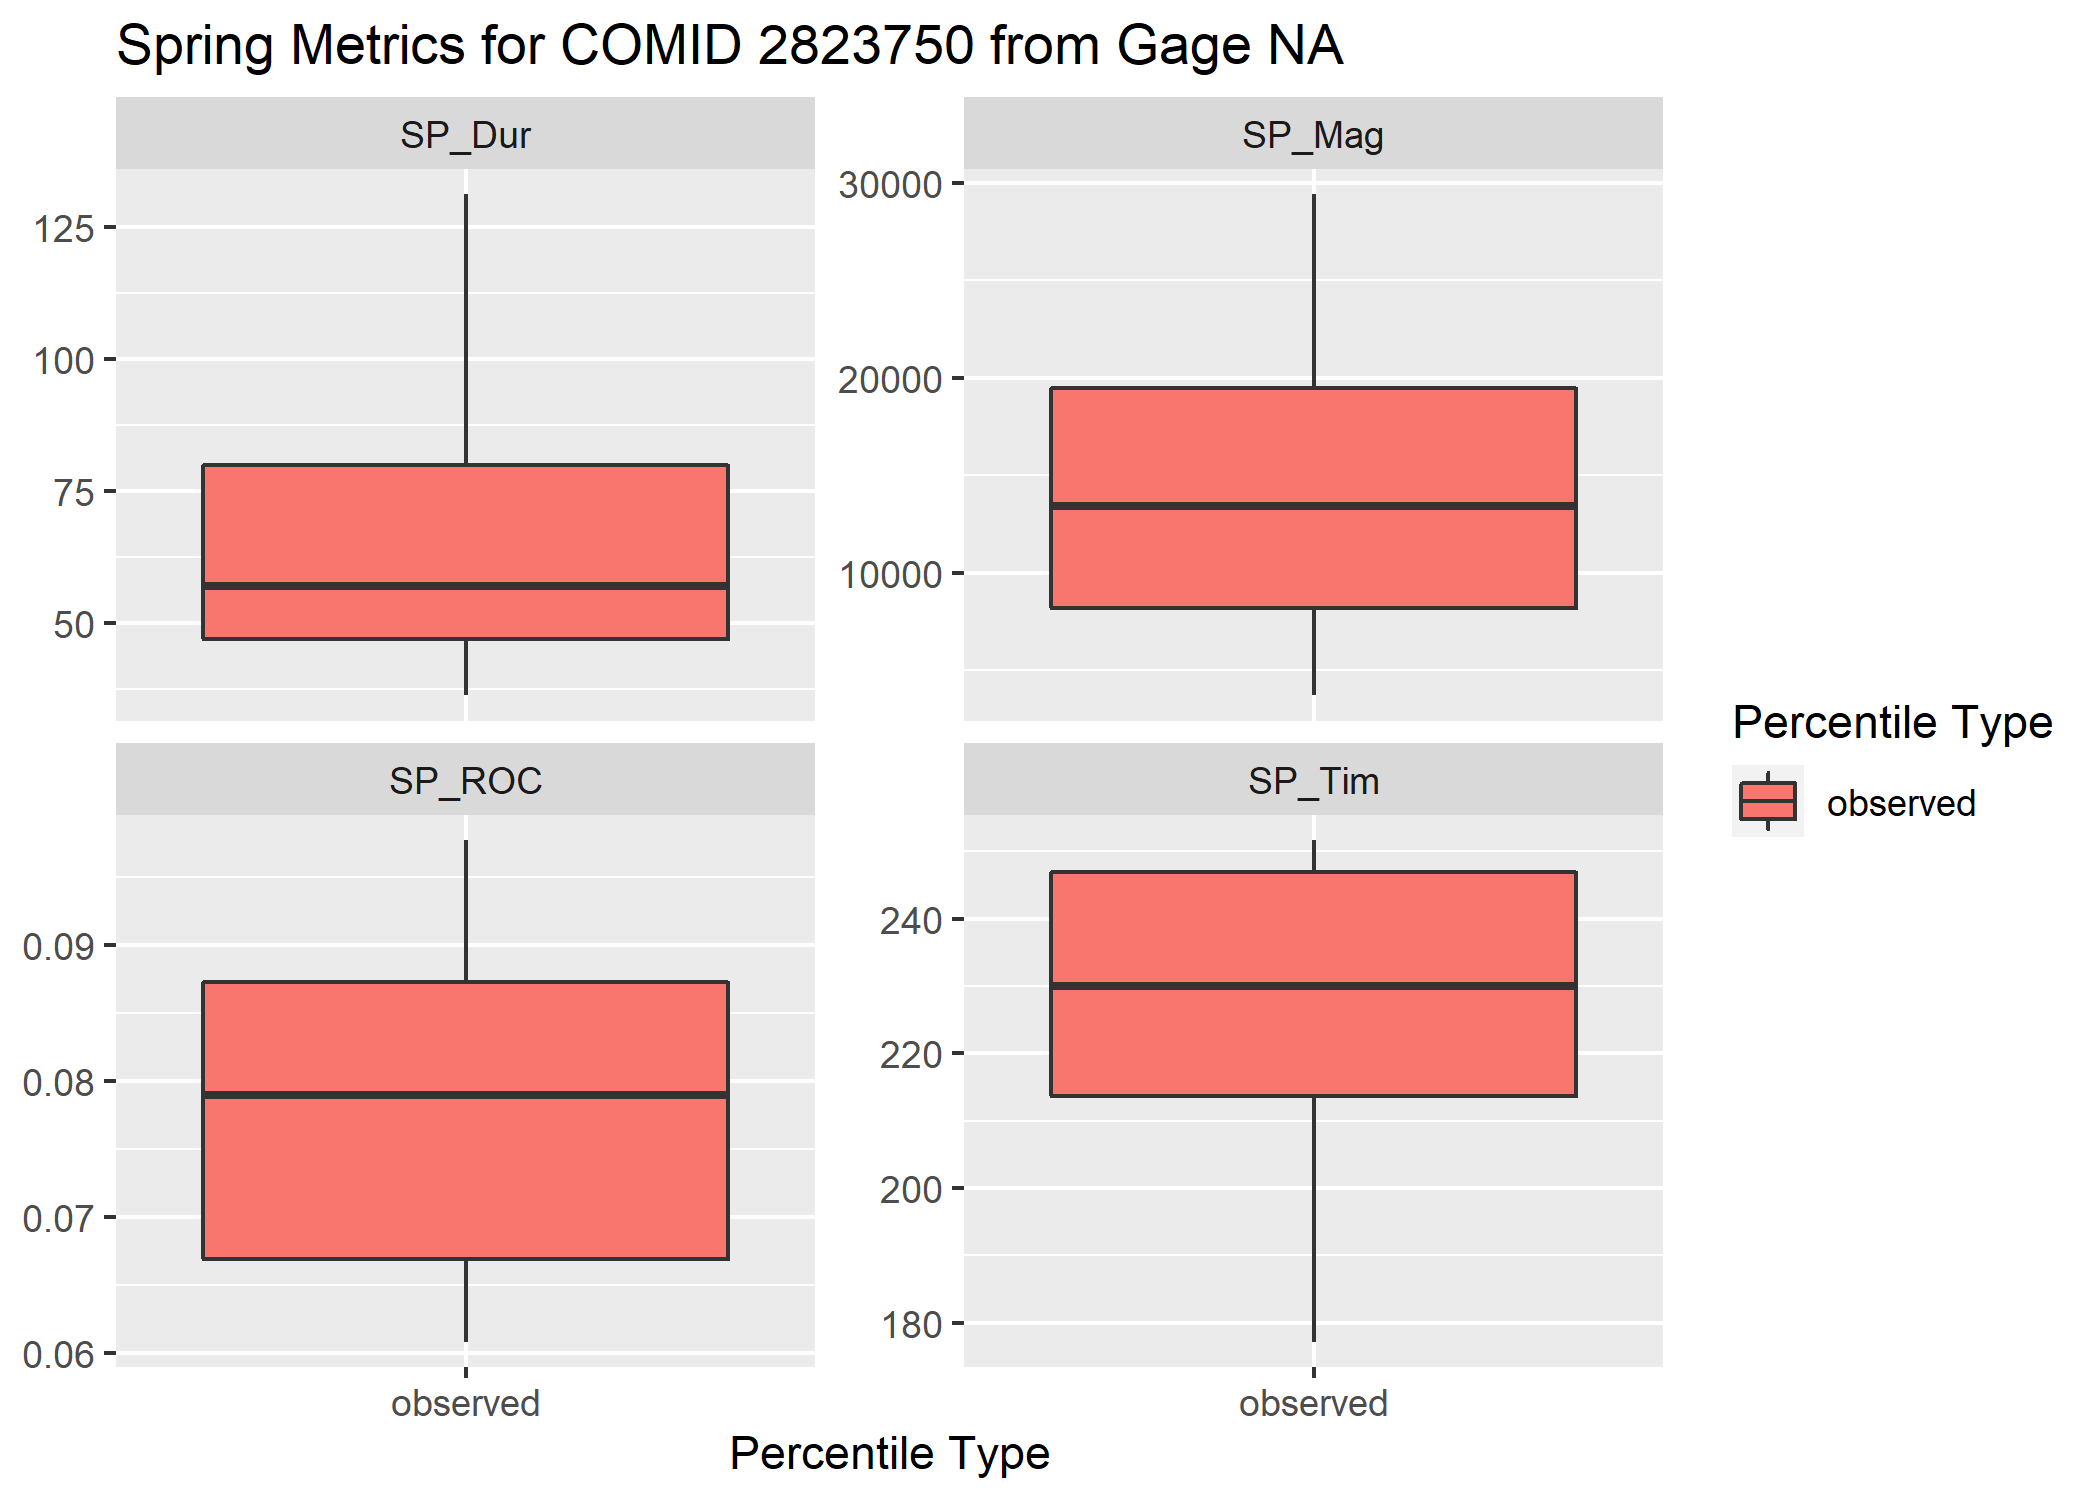 Spring Metrics for COMID 2823750 from Gage NA
SP_Dur
125
100
75
50
SP_Mag
30000
20000
10000
SP_ROC
0.09
0.08
0.07
0.06
observed
SP_Tim
240
220
200
180
observed
Percentile Type
Percentile Type
observed